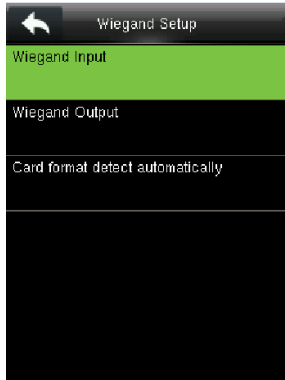 Wiegand Setup
Wiegand Input
Wiegand Output
Card format detect automatically